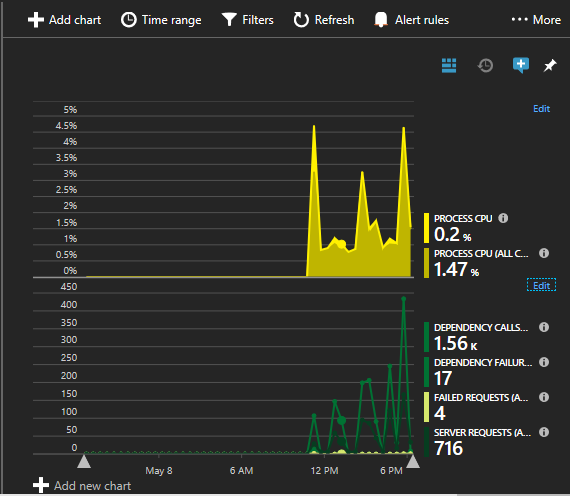 Add chart Time range Filters Refresh Alert rules More
Edit
5%
4.5%
4%
3.5%
3%
2.5%
2%
1.5%
1%
0.5%
0%
PROCESS CPU
0.2 %
PROCESS CPU (ALL C...
1.47 %
Edit
450
400
350
300
250
200
150
100
50
0
DEPENDENCY CALLS...
1.56 K
DEPENDENCY FAILUR...
17
FAILED REQUESTS (A...
4
SERVER REQUESTS (A...
716
May 8 6 AM 12 PM 6 PM
Add new chart